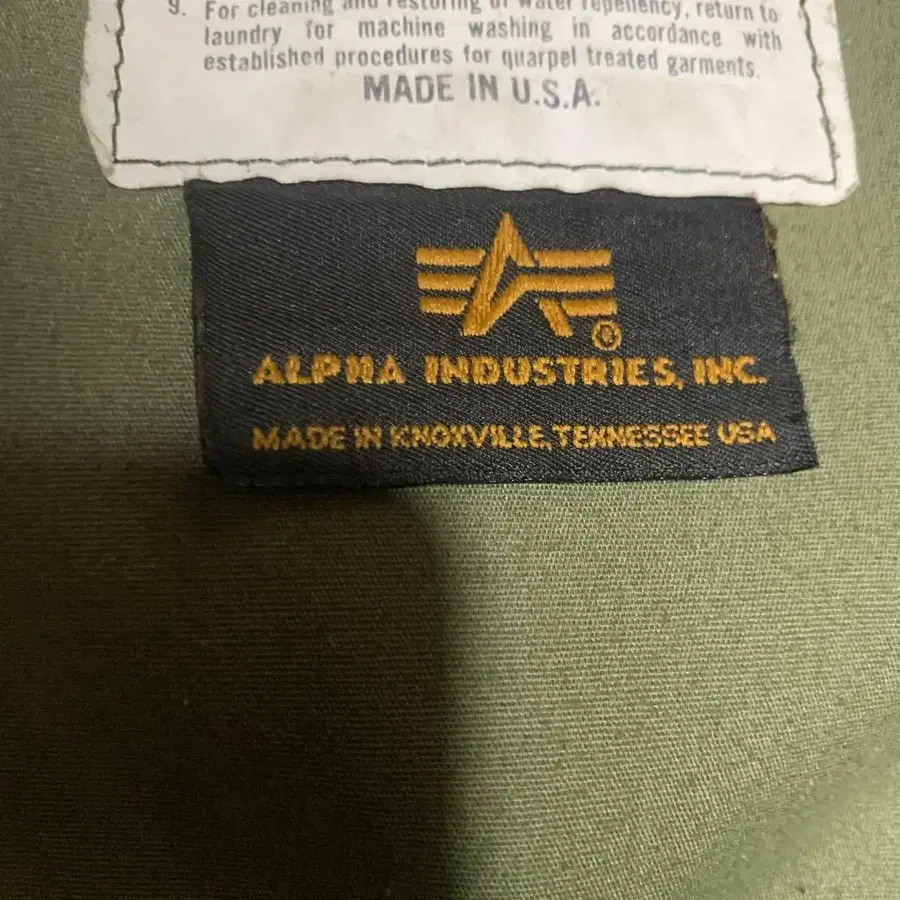 9. For cleaning and restoring of water repellency, return to
laundry for machine washing in accordance with
established procedures for quarpel treated garments.
MADE IN U.S.A.
ALPHA INDUSTRIES, INC.
MADE IN KNOXVILLE, TENNESSEE USA